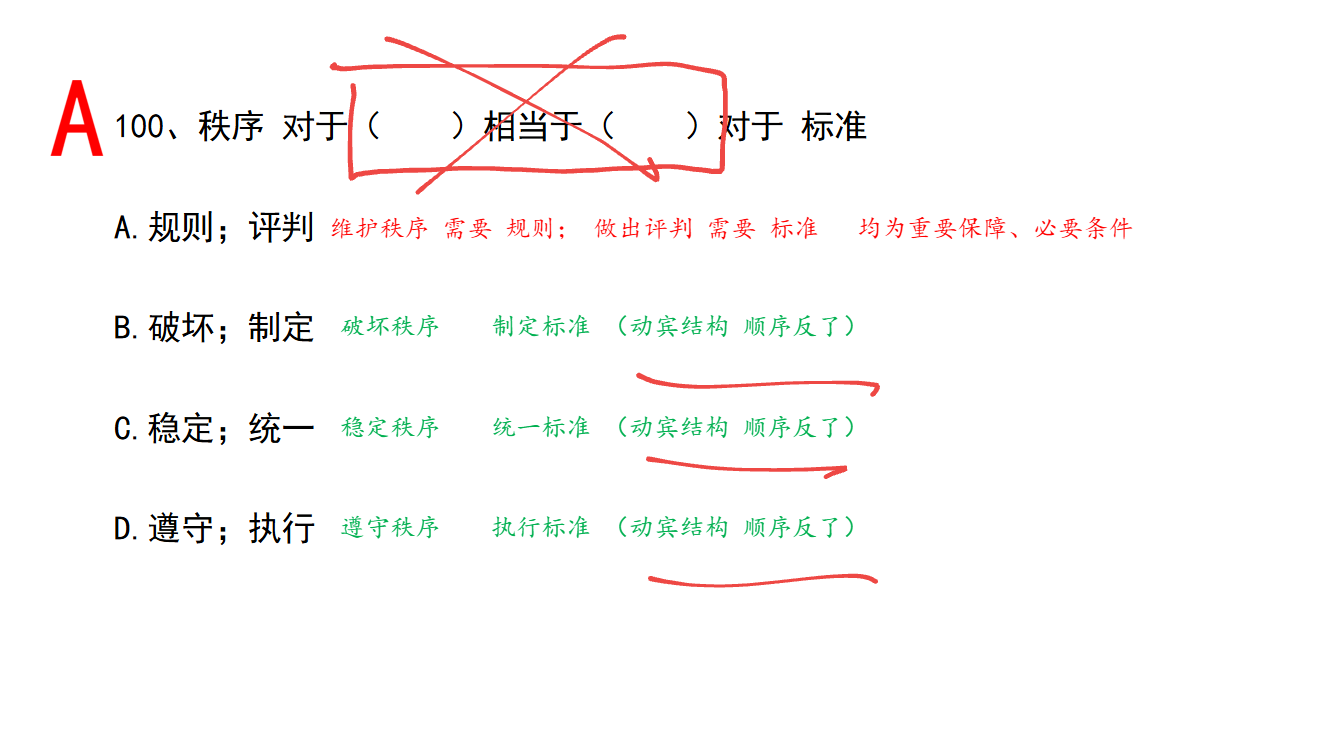 A
100、秩序 对于（    ）相当于（    ）对于 标准
A.规则；评判 维护秩序 需要 规则； 做出评判 需要 标准 均为重要保障、必要条件
B.破坏；制定 破坏秩序 制定标准 （动宾结构 顺序反了）
C.稳定；统一 稳定秩序 统一标准 （动宾结构 顺序反了）
D.遵守；执行 遵守秩序 执行标准 （动宾结构 顺序反了）